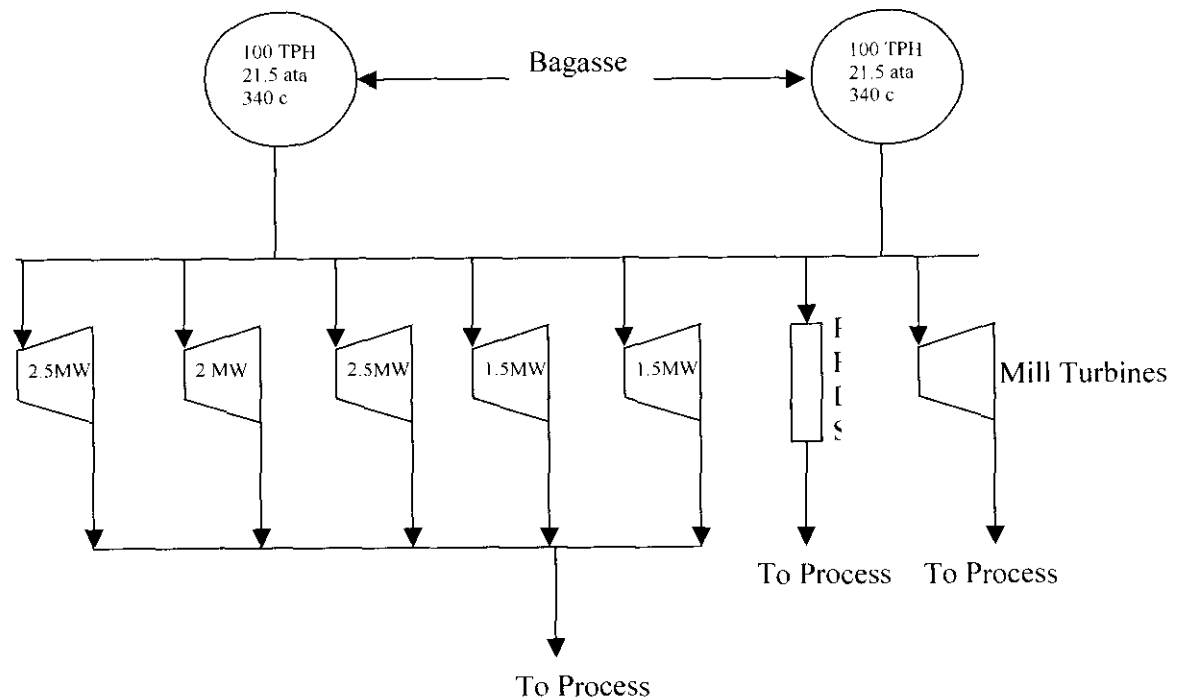 100 TPH
21.5 ata
340 c
Bagasse
100 TPH
21.5 ata
340 c
2.5MW
2 MW
2.5MW
1.5MW
1.5MW
Mill Turbines
To Process
To Process
To Process